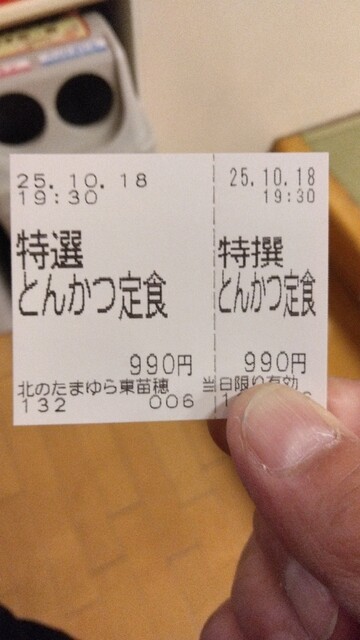 25.10.18
19:30
特選
とんかつ定食
990円
北のたまゆら東苗穂
132 006
25.10.18
19:30
特撰
とんかつ定食
990円
当日限り有効